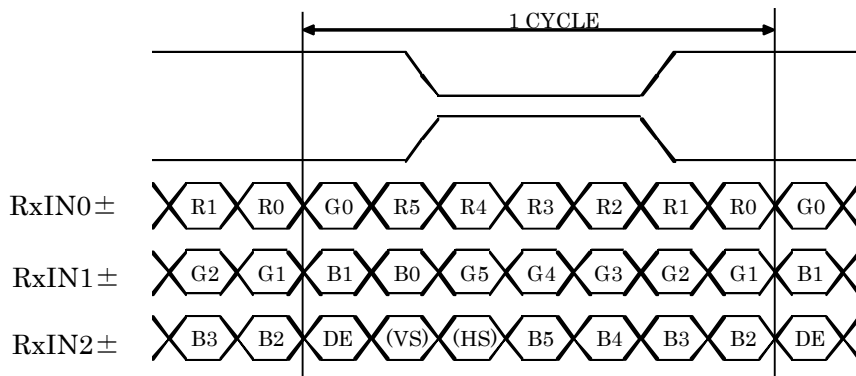 1 CYCLE
RxIN0± R1 R0 G0 R5 R4 R3 R2 R1 R0 G0
RxIN1± G2 G1 B1 B0 G5 G4 G3 G2 G1 B1
RxIN2± B3 B2 DE (VS) (HS) B5 B4 B3 B2 DE